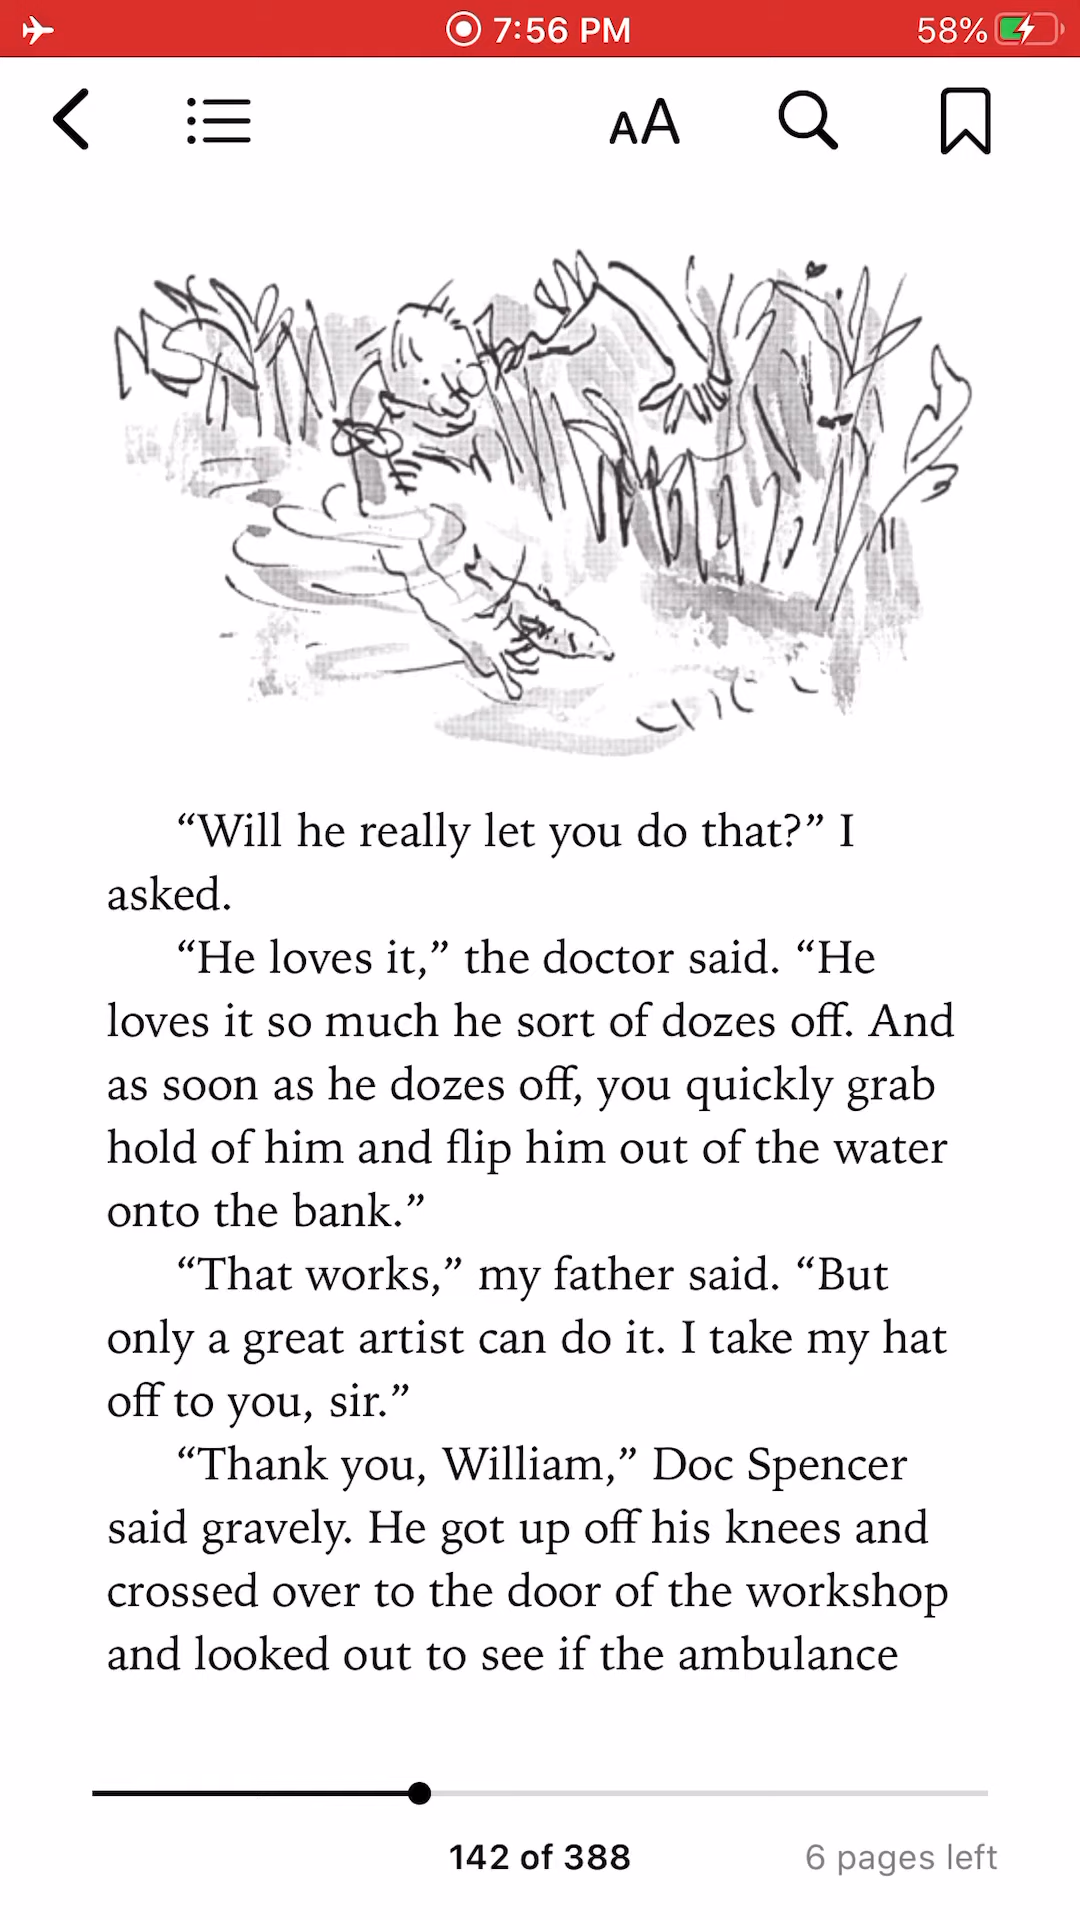 7:56 PM
58%
AA
“Will he really let you do that?” I
asked.
“He loves it,” the doctor said. “He
loves it so much he sort of dozes off. And
as soon as he dozes off, you quickly grab
hold of him and flip him out of the water
onto the bank.”
“That works,” my father said. “But
only a great artist can do it. I take my hat
off to you, sir.”
“Thank you, William,” Doc Spencer
said gravely. He got up off his knees and
crossed over to the door of the workshop
and looked out to see if the ambulance
142 of 388
6 pages left